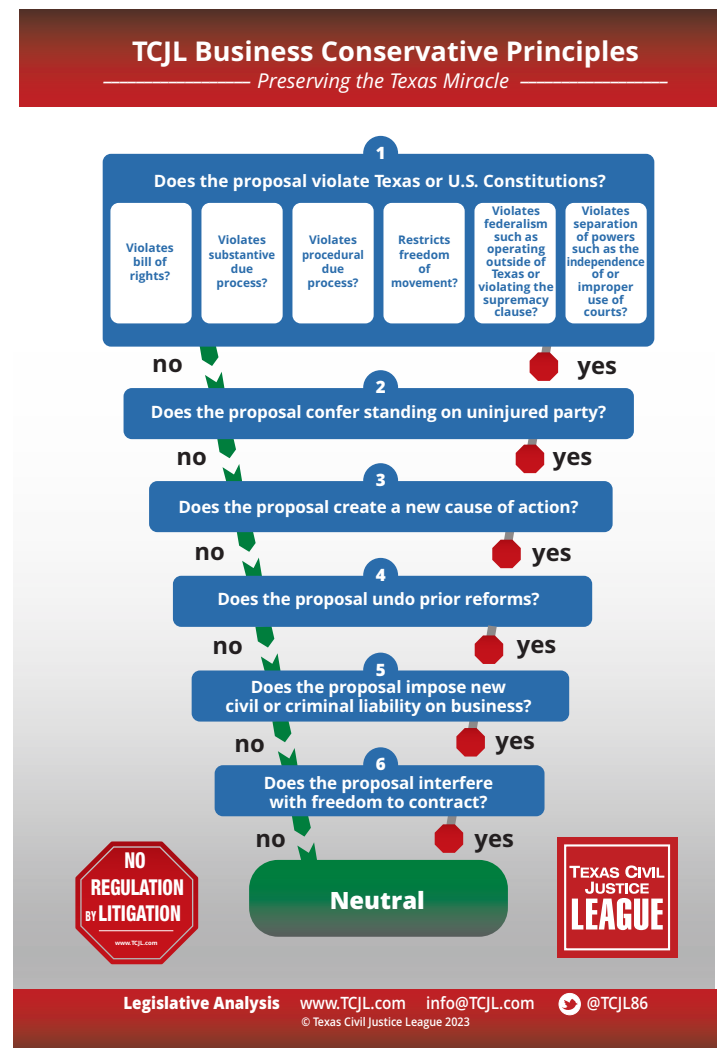 TCJL Business Conservative Principles
Preserving the Texas Miracle
1
Does the proposal violate Texas or U.S. Constitutions?
Violates
bill of
rights?
Violates
substantive
due
process?
Violates
procedural
due
process?
Restricts
freedom
of
movement?
Violates
federalism
such as
operating
outside of
Texas or
violating the
supremacy
clause?
Violates
separation
of powers
such as the
independence
of or
improper
use of
courts?
no
yes
2
Does the proposal confer standing on uninjured party?
no
yes
3
Does the proposal create a new cause of action?
no
yes
4
Does the proposal undo prior reforms?
no
yes
5
Does the proposal impose new
civil or criminal liability on business?
no
yes
6
Does the proposal interfere
with freedom to contract?
no
yes
Neutral
NO
REGULATION
BY LITIGATION
www.TCJL.com
TEXAS CIVIL
JUSTICE
LEAGUE
Legislative Analysis www.TCJL.com info@TCJL.com @TCJL86
© Texas Civil Justice League 2023